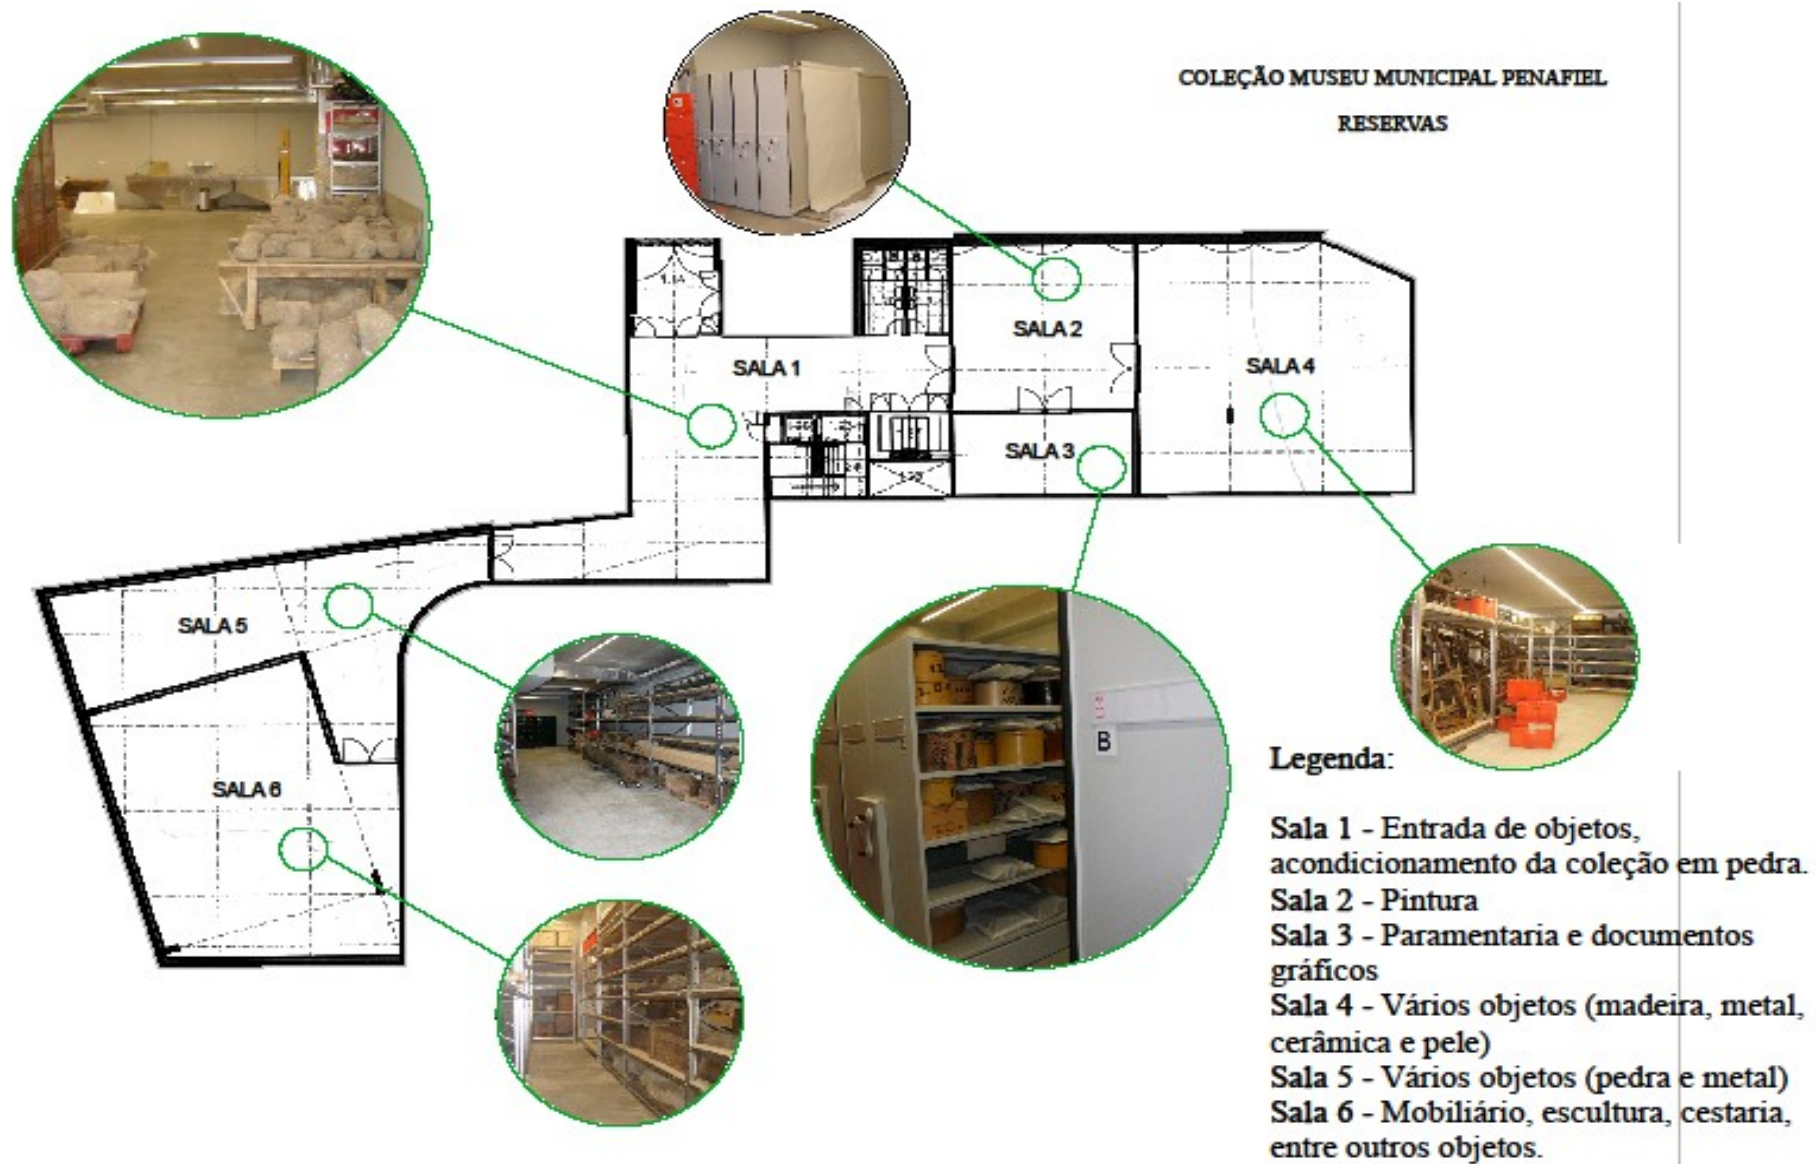 COLEÇÃO MUSEU MUNICIPAL PENAFIEL
RESERVAS
SALA 1
SALA 2
SALA 3
SALA 4
SALA 5
SALA 6
B
Legenda:
Sala 1 - Entrada de objetos,
acondicionamento da coleção em pedra.
Sala 2 - Pintura
Sala 3 - Paramentaria e documentos
gráficos
Sala 4 - Vários objetos (madeira, metal,
cerâmica e pele)
Sala 5 - Vários objetos (pedra e metal)
Sala 6 - Mobiliário, escultura, cestaria,
entre outros objetos.